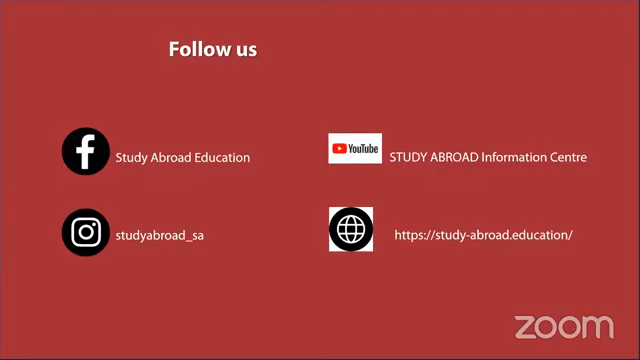 Follow us
Study Abroad Education
YouTube
STUDY ABROAD Information Centre
studyabroad_sa
https://study-abroad.education/
zoom